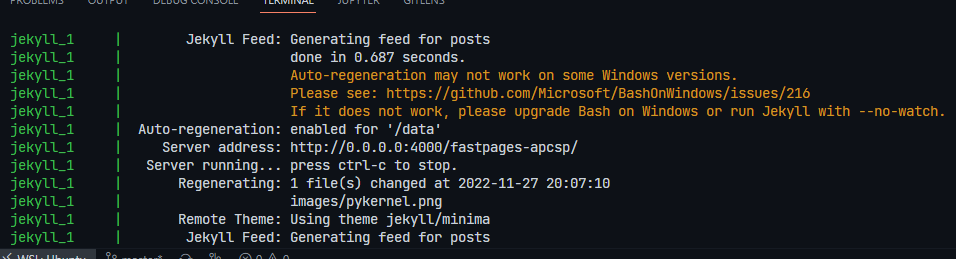 PROBLEMS OUTPUT DEBUG CONSOLE TERMINAL JUPYTER GITLENS
jekyll_1 | Jekyll Feed: Generating feed for posts
jekyll_1 | done in 0.687 seconds.
jekyll_1 | Auto-regeneration may not work on some Windows versions.
jekyll_1 | Please see: https://github.com/Microsoft/BashOnWindows/issues/216
jekyll_1 | If it does not work, please upgrade Bash on Windows or run Jekyll with --no-watch.
jekyll_1 | Auto-regeneration: enabled for '/data'
jekyll_1 | Server address: http://0.0.0.0:4000/fastpages-apcsp/
jekyll_1 | Server running... press ctrl-c to stop.
jekyll_1 | Regenerating: 1 file(s) changed at 2022-11-27 20:07:10
jekyll_1 | images/pykernel.png
jekyll_1 | Remote Theme: Using theme jekyll/minima
jekyll_1 | Jekyll Feed: Generating feed for posts
WSL: Ubuntu master* 0 0